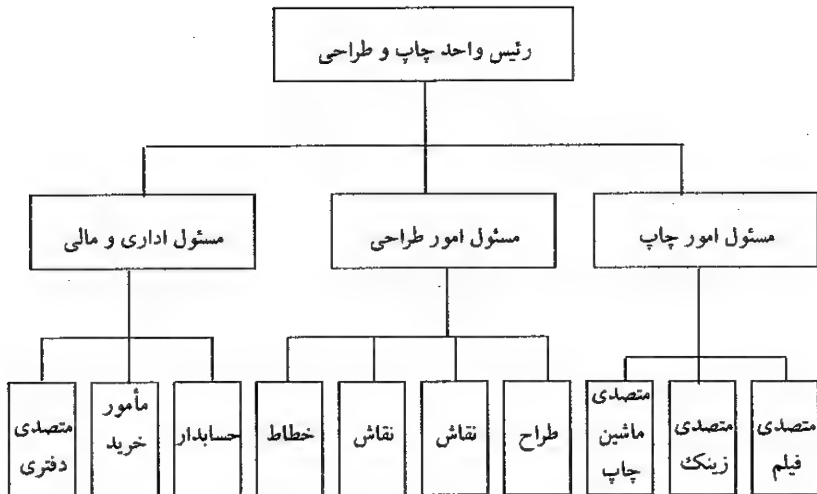 رئیس واحد چاپ و طراحی
مسئول امور چاپ
مسئول امور طراحی
مسئول اداری و مالی
متصدی
فیلم
متصدی
زینک
متصدی
ماشین
چاپ
طراح
نقاش
نقاش
خطاط
حسابدار
مأمور
خرید
متصدی
دفتری